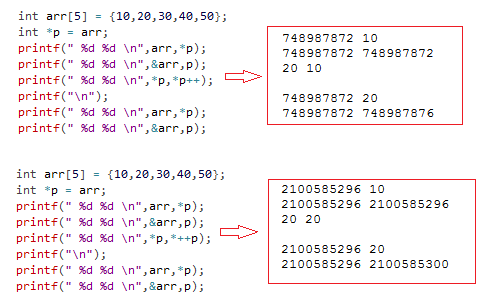 int arr[5] = {10,20,30,40,50};
int *p = arr;
printf(" %d %d \n",arr,*p);
printf(" %d %d \n",&arr,p);
printf(" %d %d \n",*p,*p++);
printf("\n");
printf(" %d %d \n",arr,*p);
printf(" %d %d \n",&arr,p);
748987872 10
748987872 748987872
20 10

748987872 20
748987872 748987876

int arr[5] = {10,20,30,40,50};
int *p = arr;
printf(" %d %d \n",arr,*p);
printf(" %d %d \n",&arr,p);
printf(" %d %d \n",*p,*++p);
printf("\n");
printf(" %d %d \n",arr,*p);
printf(" %d %d \n",&arr,p);
2100585296 10
2100585296 2100585296
20 20

2100585296 20
2100585296 2100585300